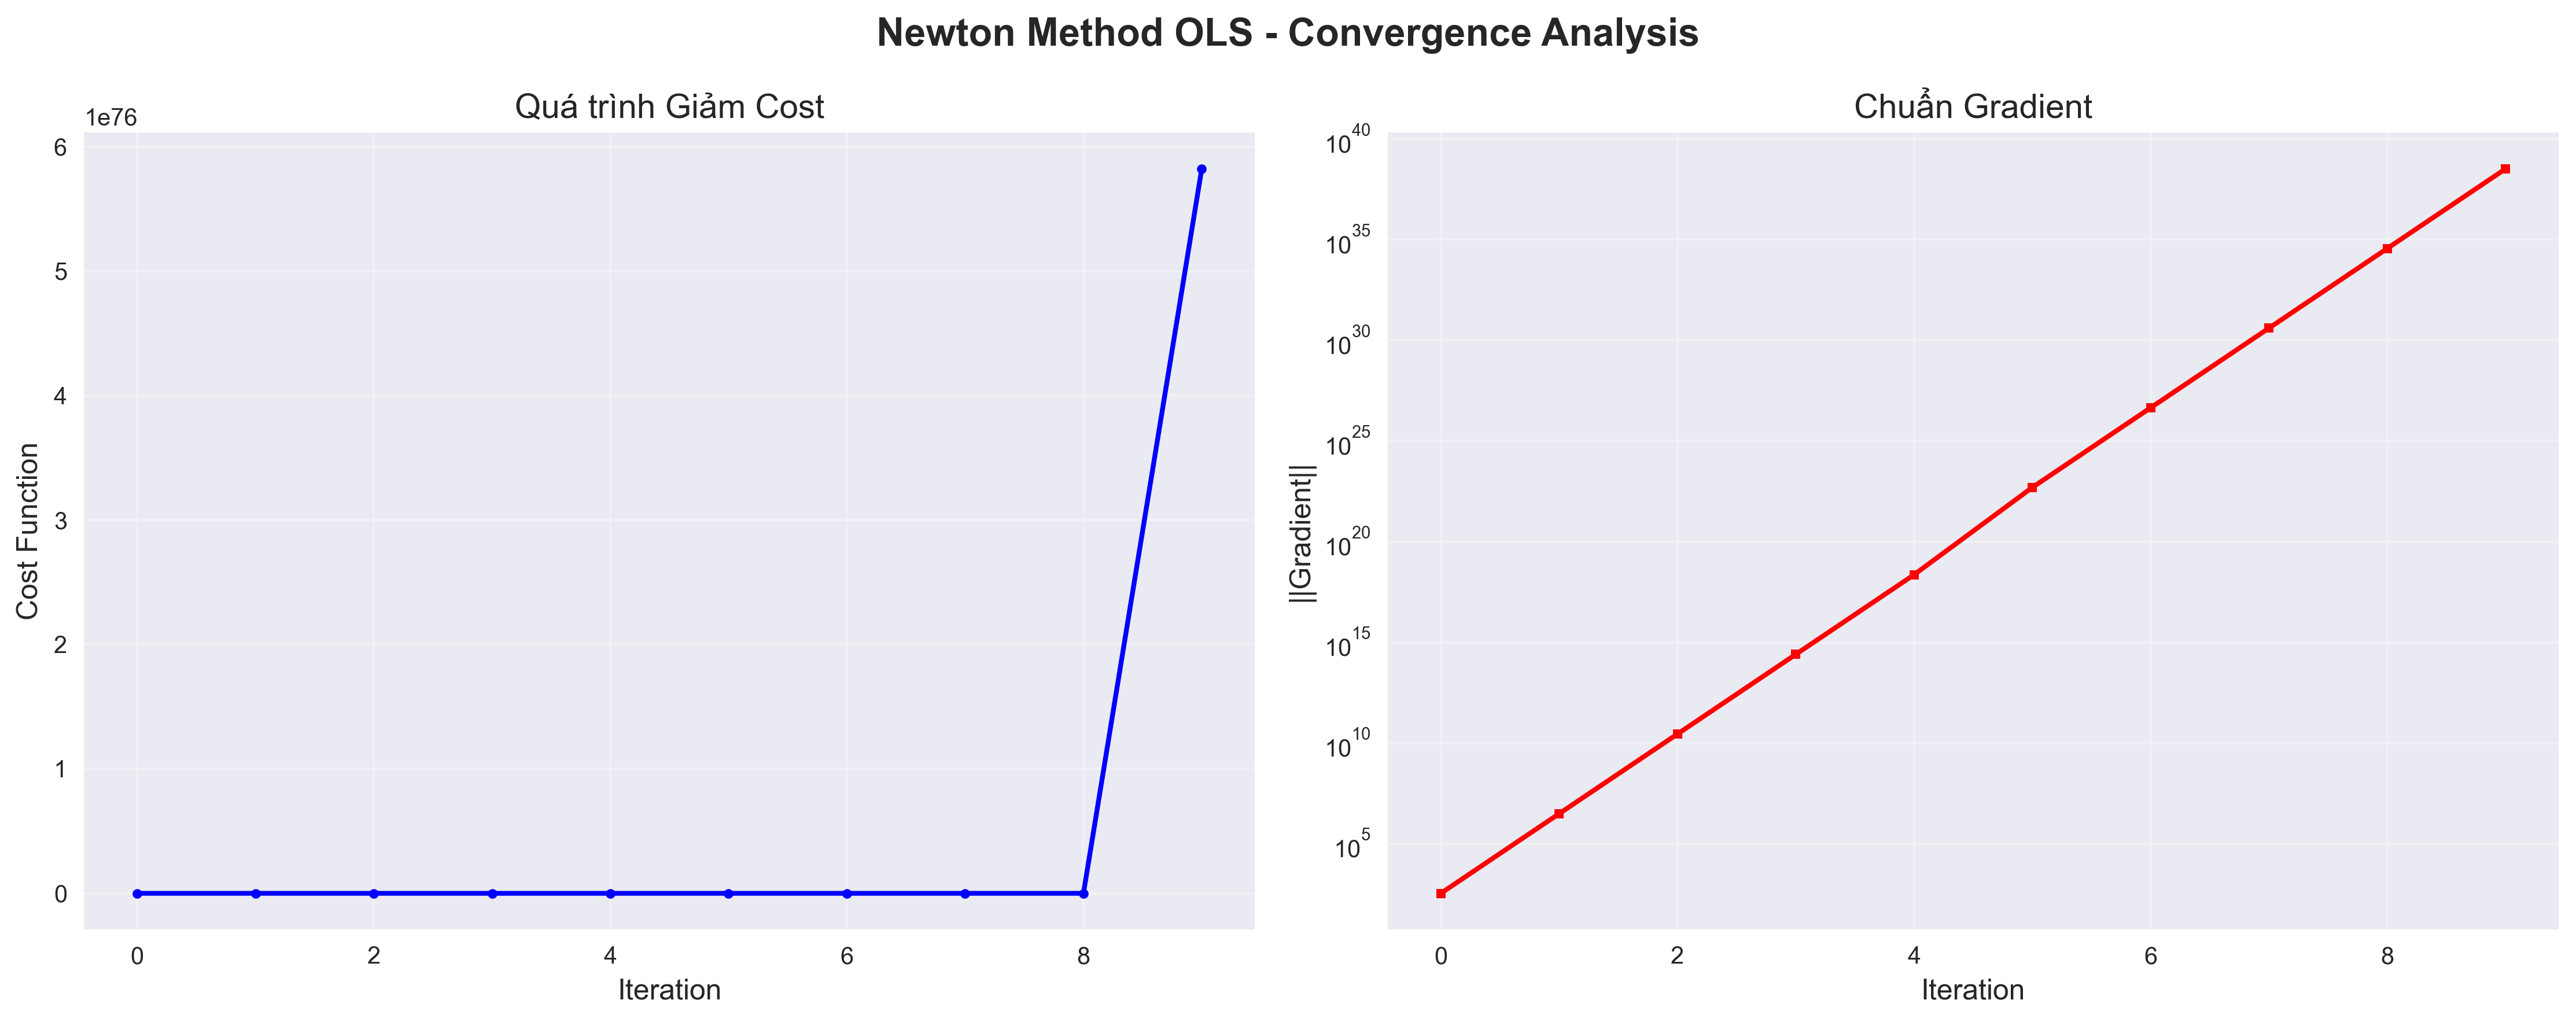 Newton Method OLS - Convergence Analysis
Quá trình Giảm Cost
1e76
6
5
4
3
2
1
0
Cost Function
0 2 4 6 8
Iteration
Chuẩn Gradient
10^40
10^35
10^30
10^25
10^20
10^15
10^10
10^5
||Gradient||
0 2 4 6 8
Iteration